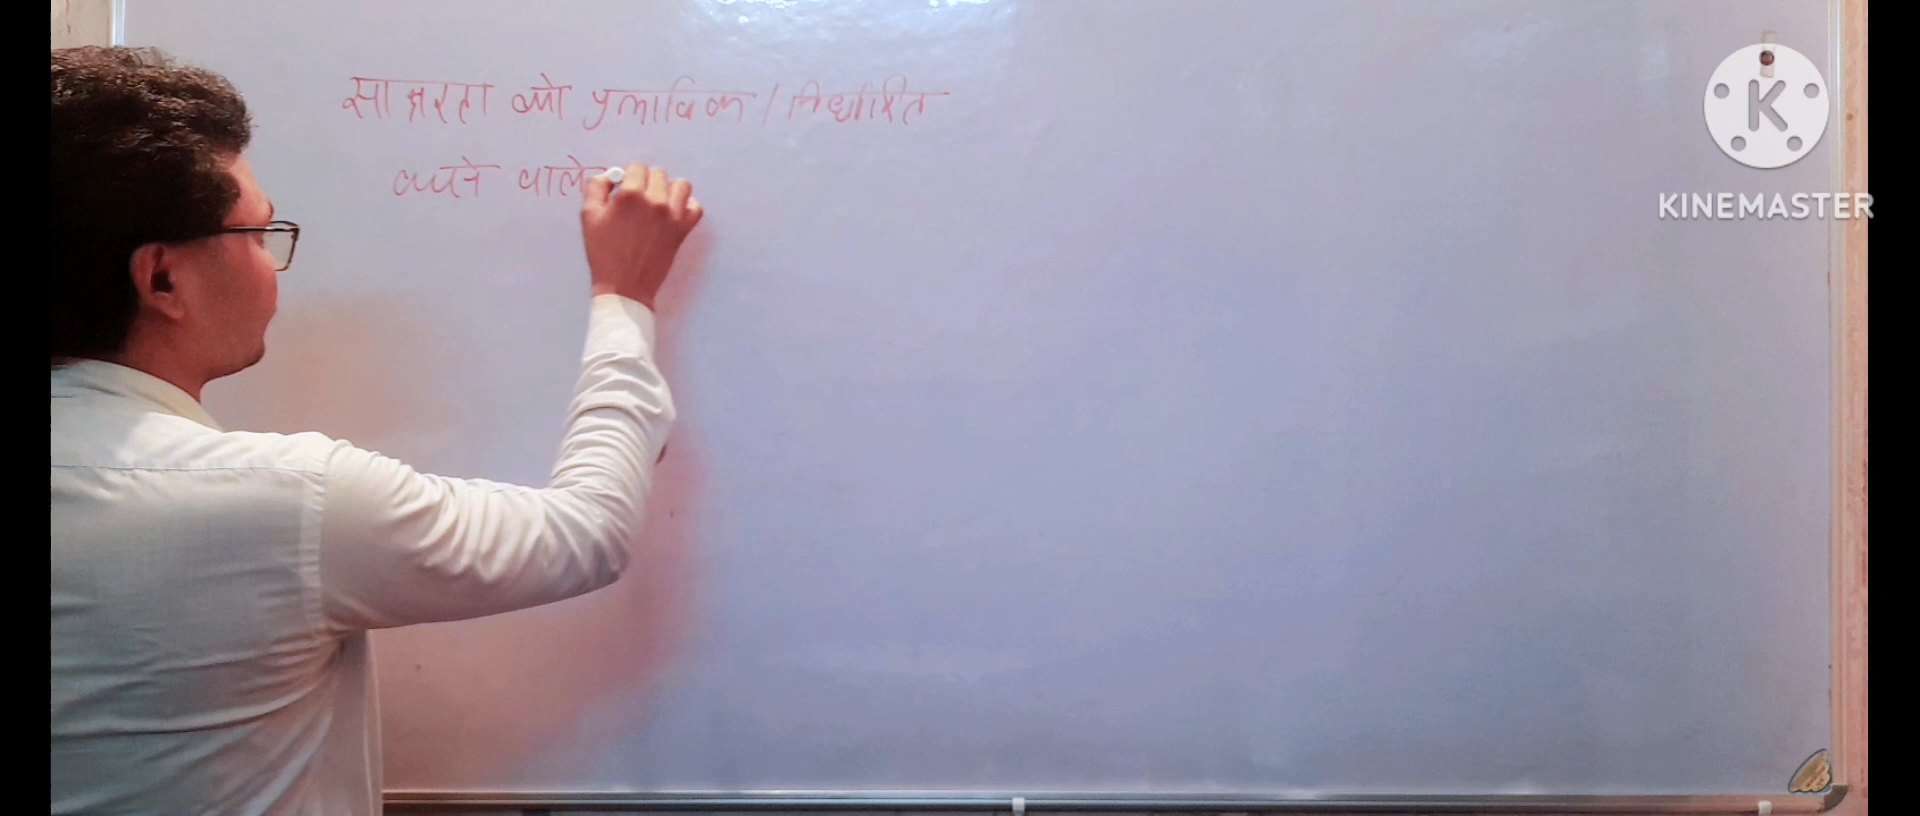 साक्षरता को प्रभावित / निर्धारित
करने वाले
K
KINEMASTER